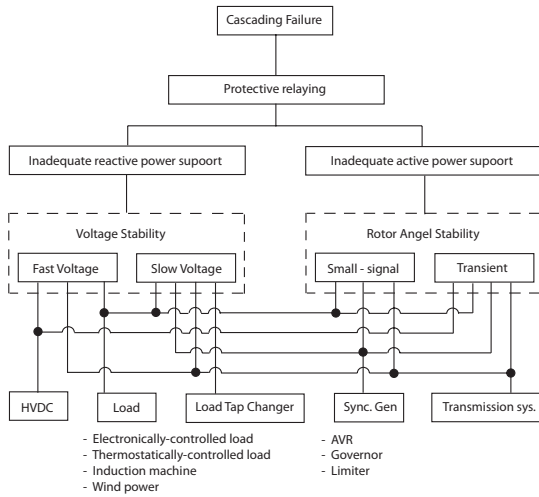 Cascading Failure
Protective relaying
Inadequate reactive power supoort
Inadequate active power supoort
Voltage Stability
Rotor Angel Stability
Fast Voltage
Slow Voltage
Small - signal
Transient
HVDC
Load
Load Tap Changer
Sync. Gen
Transmission sys.
- Electronically-controlled load
- Thermostatically-controlled load
- Induction machine
- Wind power
- AVR
- Governor
- Limiter